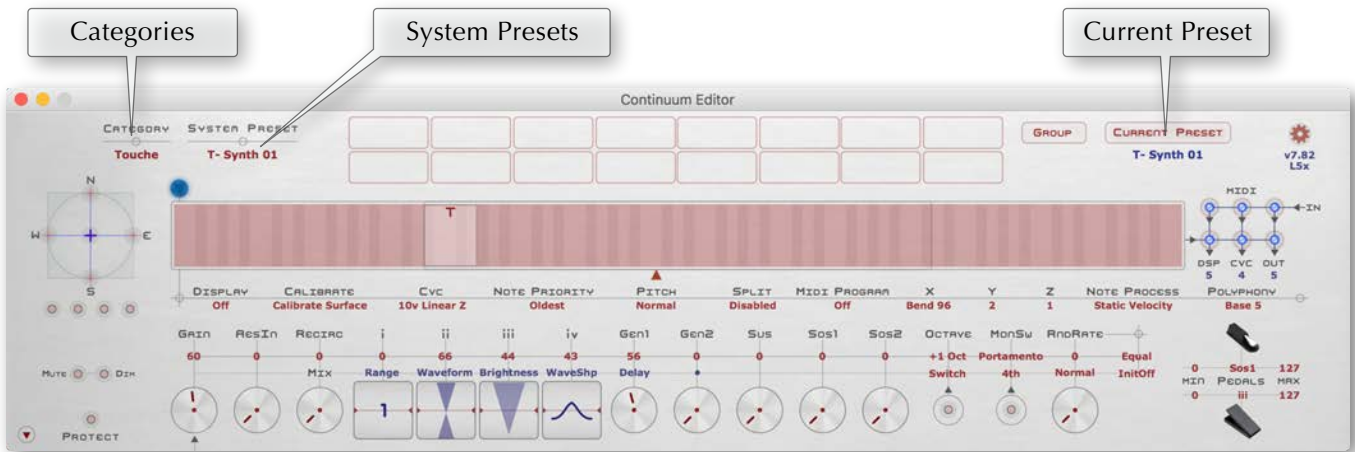 Categories
System Presets
Current Preset
Continuum Editor
Category
System Preset
Group
Current Preset
Touche
T- Synth 01
T- Synth 01
v7.82
L5x
N
W
E
S
T
MIDI
IN
DSP CVC OUT
5 4 5
Display Calibrate Cvc Note Priority Pitch Split Midi Program X Y Z Note Process Polyphony
Off Calibrate Surface 10v Linear Z Oldest Normal Disabled Off Bend 96 2 1 Static Velocity Base 5
Gain ResIn Recirc i ii iii iv Gen1 Gen2 Sus Sos1 Sos2 Octave MonSw RndRate
60 0 0 0 66 44 43 56 0 0 0 0 +1 Oct Portamento 0 Equal
Mix Range Waveform Brightness WaveShp Delay Switch 4th Normal InitOff
Mute Dim
1
0 Sos1 127
Min Pedals Max
0 iii 127
Protect